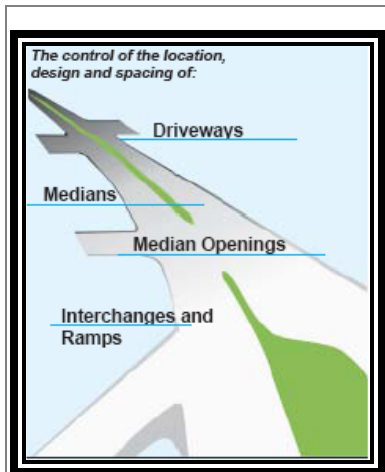 The control of the location,
design and spacing of:
Driveways
Medians
Median Openings
Interchanges and
Ramps